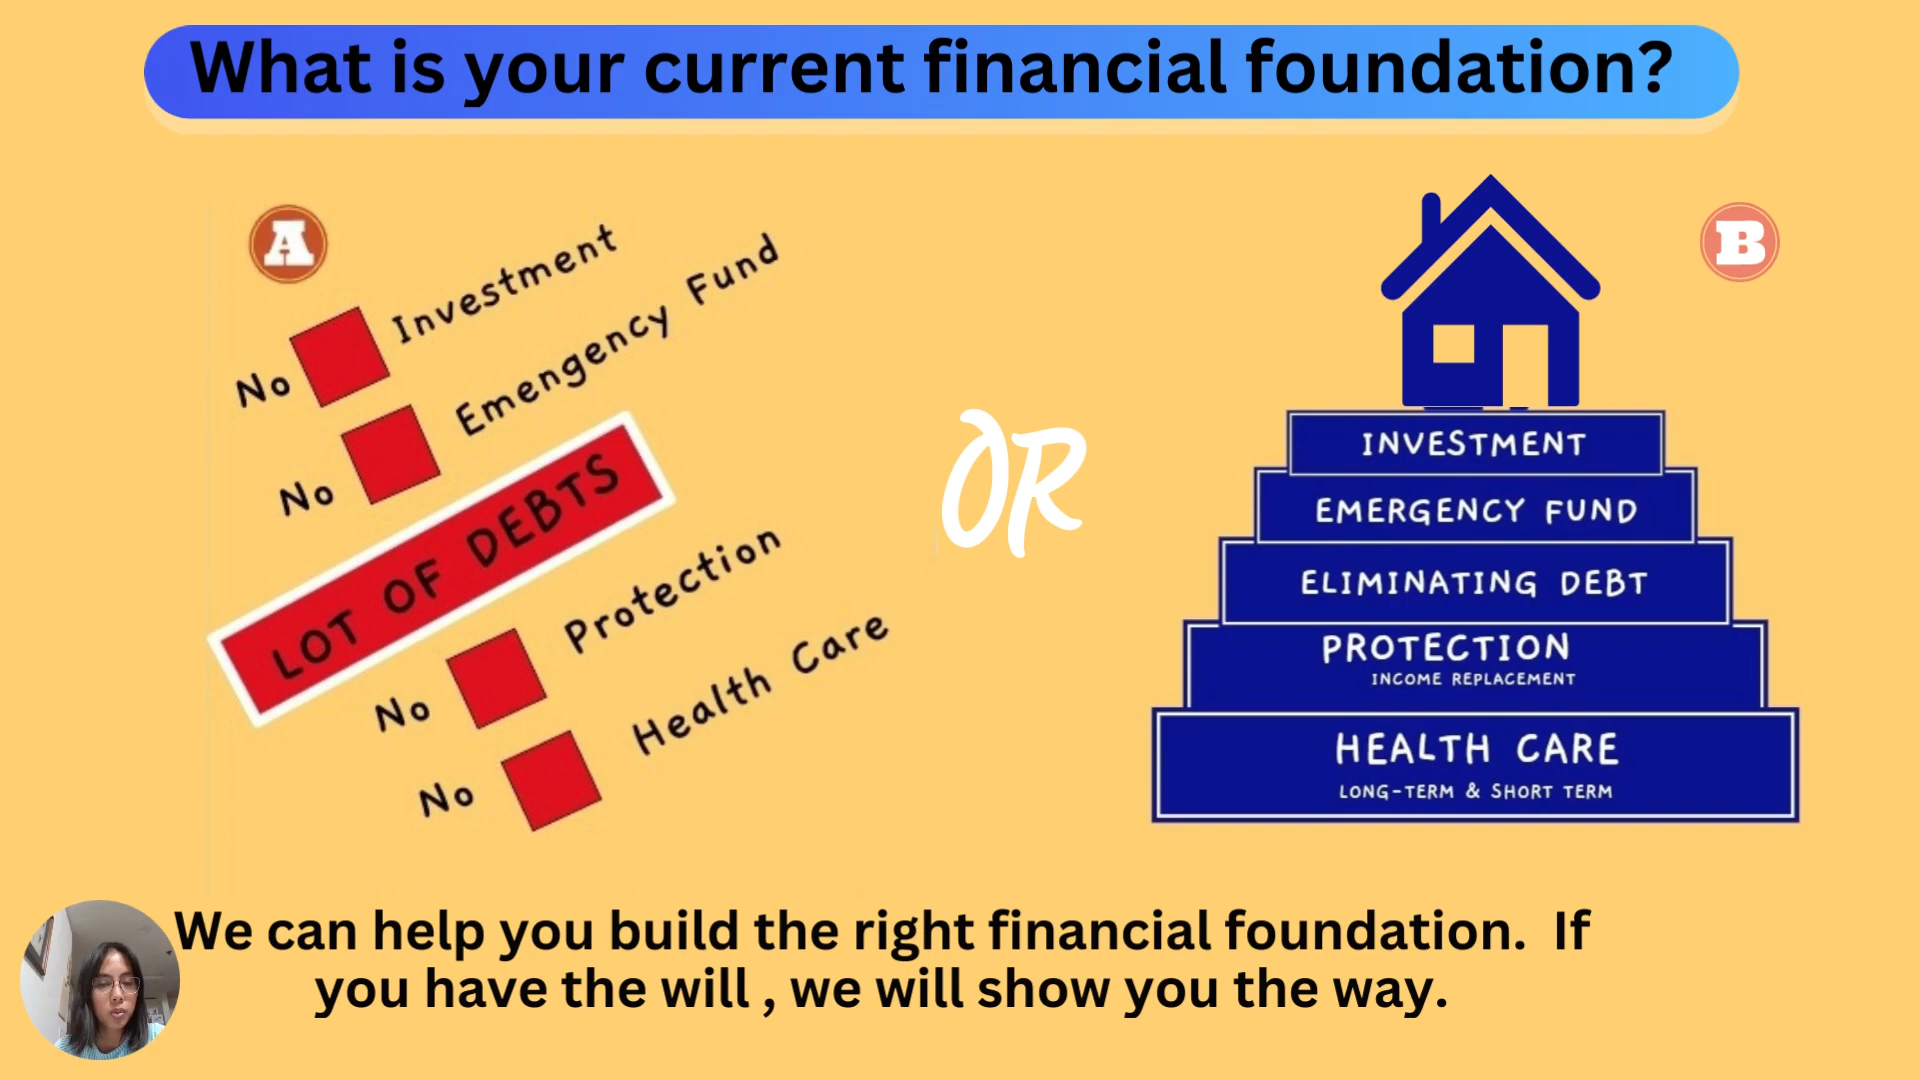 What is your current financial foundation?
A
No Investment
No Emengency Fund
LOT OF DEBTS
No Protection
No Health Care
OR
B
INVESTMENT
EMERGENCY FUND
ELIMINATING DEBT
PROTECTION
INCOME REPLACEMENT
HEALTH CARE
LONG-TERM & SHORT TERM
We can help you build the right financial foundation. If
you have the will , we will show you the way.